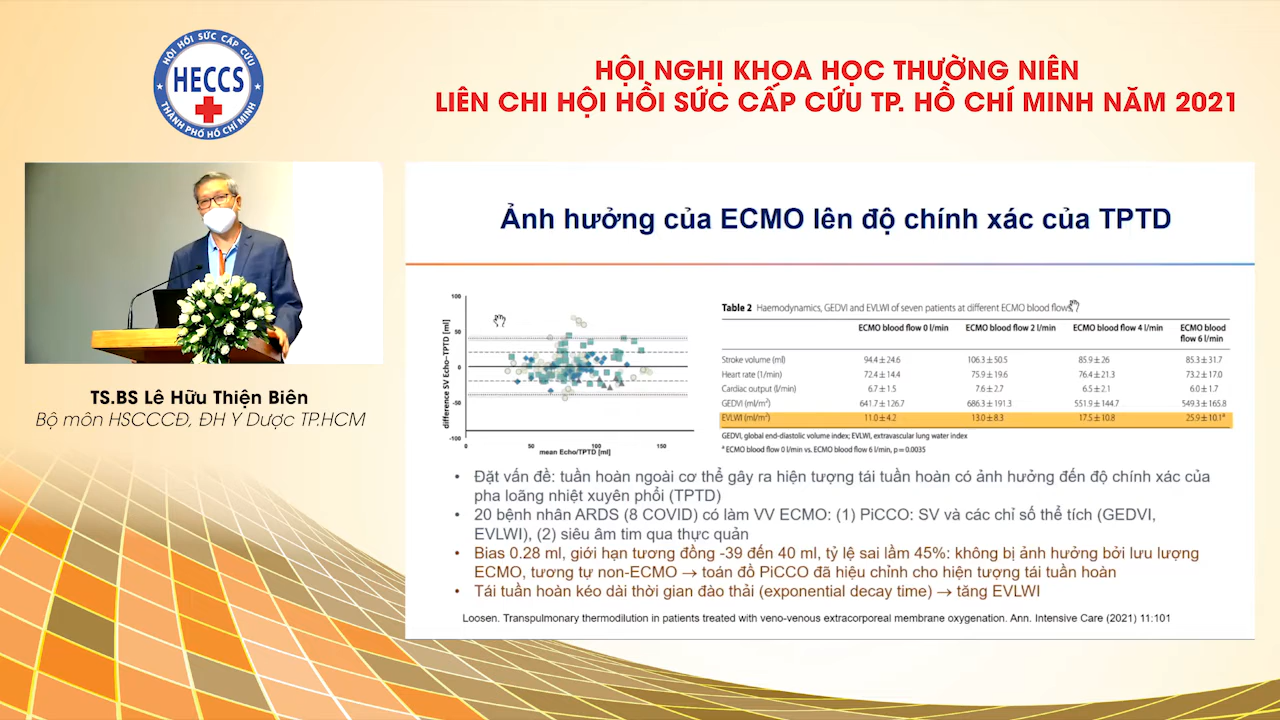 HỘI HỒI SỨC CẤP CỨU
HECCS
THÀNH PHỐ HỒ CHÍ MINH
HỘI NGHỊ KHOA HỌC THƯỜNG NIÊN
LIÊN CHI HỘI HỒI SỨC CẤP CỨU TP. HỒ CHÍ MINH NĂM 2021
TS.BS Lê Hữu Thiện Biên
Bộ môn HSCCCĐ, ĐH Y Dược TP.HCM
Ảnh hưởng của ECMO lên độ chính xác của TPTD
difference SV Echo–TPTD [ml]
100
50
0
-50
-100
0 50 100 150
mean Echo/TPTD [ml]
Table 2 Haemodynamics, GEDVI and EVLWI of seven patients at different ECMO blood flows
ECMO blood flow 0 l/min ECMO blood flow 2 l/min ECMO blood flow 4 l/min ECMO blood
flow 6 l/min
Stroke volume (ml) 94.4 ± 24.6 106.3 ± 50.5 85.9 ± 26 85.3 ± 31.7
Heart rate (1/min) 72.4 ± 14.4 75.9 ± 19.6 76.4 ± 21.3 73.2 ± 17.0
Cardiac output (l/min) 6.7 ± 1.5 7.6 ± 2.7 6.5 ± 2.1 6.0 ± 1.7
GEDVI (ml/m²) 641.7 ± 126.7 686.3 ± 191.3 551.9 ± 144.7 549.3 ± 165.8
EVLWI (ml/m²) 11.0 ± 4.2 13.0 ± 8.3 17.5 ± 10.8 25.9 ± 10.1ᵃ
GEDVI, global end-diastolic volume index; EVLWI, extravascular lung water index
ᵃ ECMO blood flow 0 l/min vs. ECMO blood flow 6 l/min, p = 0.0035
• Đặt vấn đề: tuần hoàn ngoài cơ thể gây ra hiện tượng tái tuần hoàn có ảnh hưởng đến độ chính xác của
pha loãng nhiệt xuyên phổi (TPTD)
• 20 bệnh nhân ARDS (8 COVID) có làm VV ECMO: (1) PiCCO: SV và các chỉ số thể tích (GEDVI,
EVLWI), (2) siêu âm tim qua thực quản
• Bias 0.28 ml, giới hạn tương đồng -39 đến 40 ml, tỷ lệ sai lầm 45%: không bị ảnh hưởng bởi lưu lượng
ECMO, tương tự non-ECMO → toán đồ PiCCO đã hiệu chỉnh cho hiện tượng tái tuần hoàn
• Tái tuần hoàn kéo dài thời gian đào thải (exponential decay time) → tăng EVLWI
Loosen. Transpulmonary thermodilution in patients treated with veno-venous extracorporeal membrane oxygenation. Ann. Intensive Care (2021) 11:101